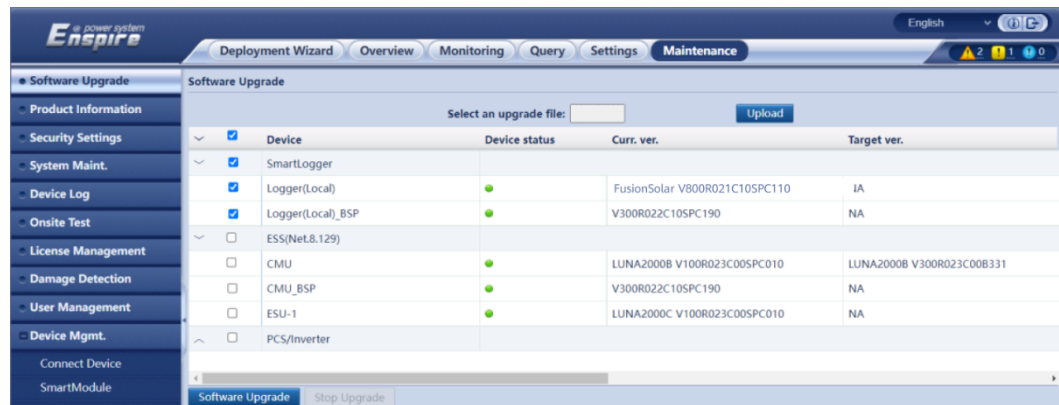 e power system
Enspire
English
Deployment Wizard Overview Monitoring Query Settings Maintenance
2 1 0
Software Upgrade
Product Information
Security Settings
System Maint.
Device Log
Onsite Test
License Management
Damage Detection
User Management
Device Mgmt.
Connect Device
SmartModule
Software Upgrade
Select an upgrade file: Upload
Device Device status Curr. ver. Target ver.
SmartLogger
Logger(Local) FusionSolar V800R021C10SPC110 IA
Logger(Local)_BSP V300R022C10SPC190 NA
ESS(Net.8.129)
CMU LUNA2000B V100R023C00SPC010 LUNA2000B V300R023C00B331
CMU_BSP V300R022C10SPC190 NA
ESU-1 LUNA2000C V100R023C00SPC010 NA
PCS/Inverter
Software Upgrade Stop Upgrade